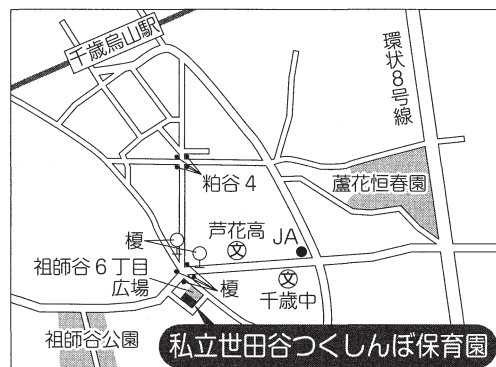 千歳烏山駅
環状8号線
粕谷4
蘆花恒春園
榎
芦花高
文
JA
祖師谷6丁目
広場
榎
文
千歳中
祖師谷公園
私立世田谷つくしんぼ保育園